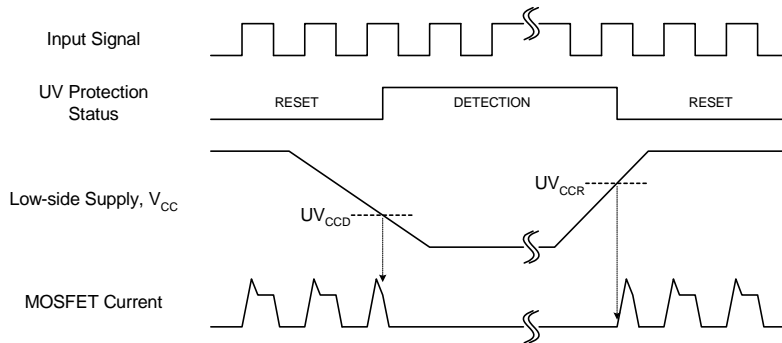 Input Signal
UV Protection
Status
RESET
DETECTION
RESET
Low-side Supply, VCC
UVCCD
UVCCR
MOSFET Current